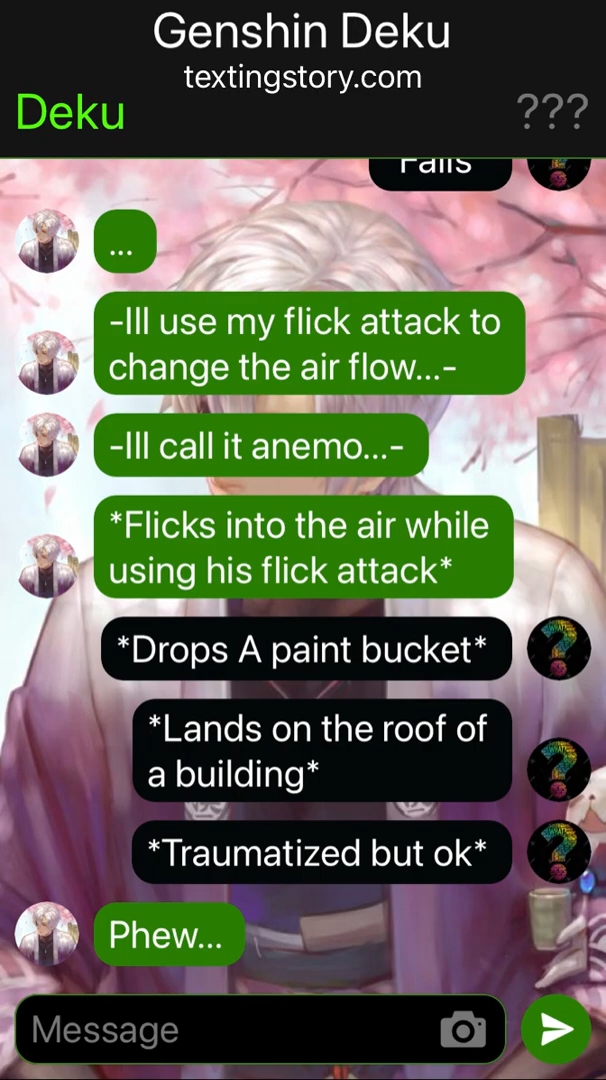 Genshin Deku
textingstory.com
Deku
???
Falls
...
-Ill use my flick attack to
change the air flow...-
-Ill call it anemo...-
*Flicks into the air while
using his flick attack*
*Drops A paint bucket*
*Lands on the roof of
a building*
*Traumatized but ok*
Phew...
Message